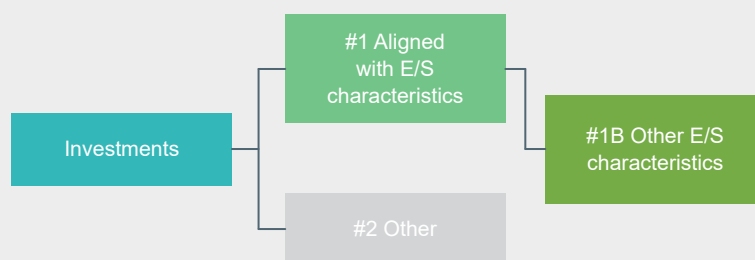 #1 Aligned
with E/S
characteristics
Investments
#1B Other E/S
characteristics
#2 Other